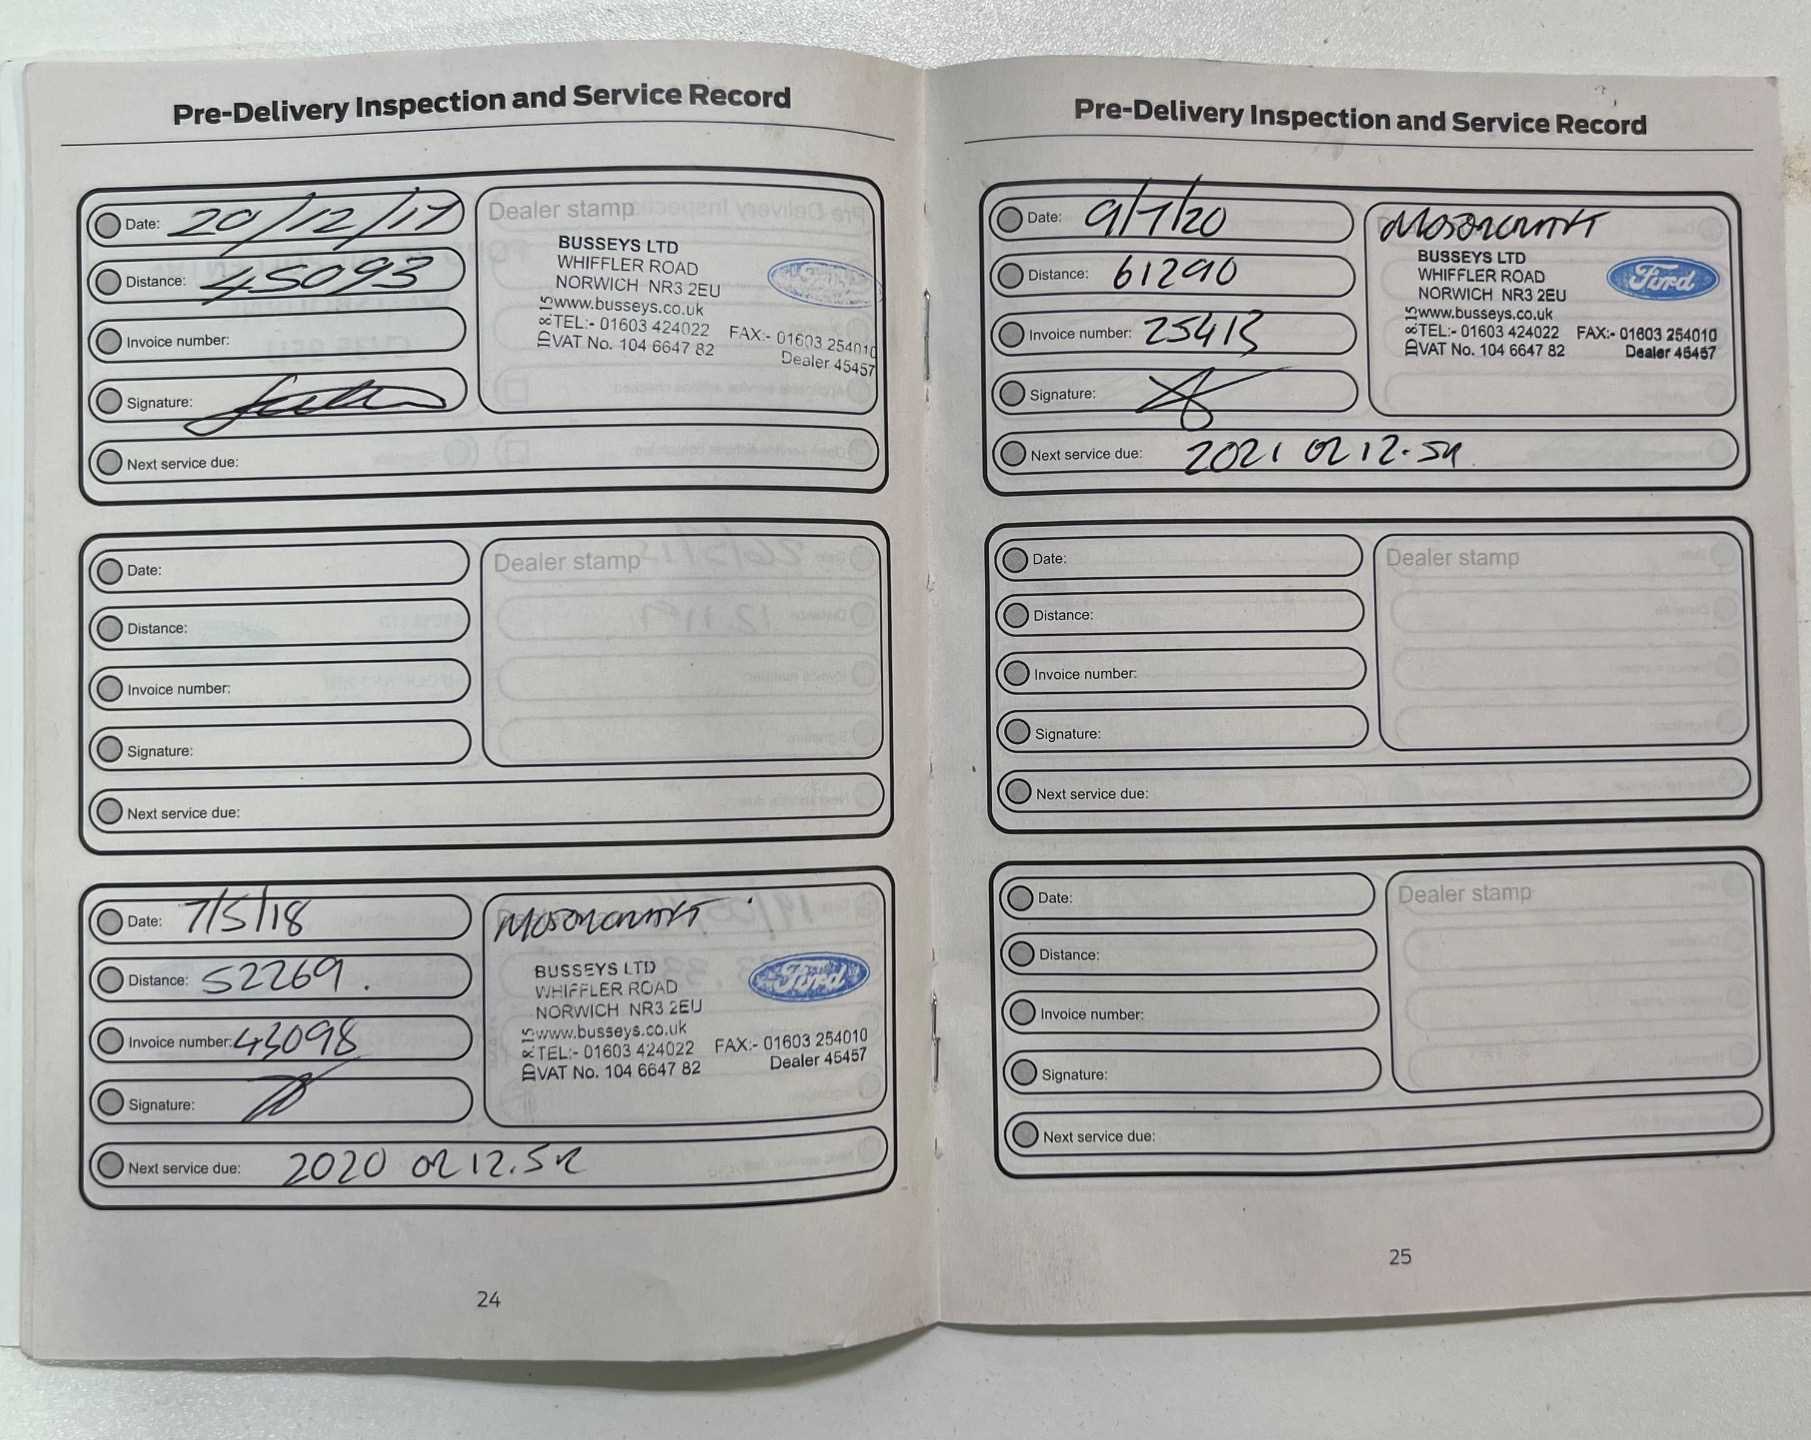 Pre-Delivery Inspection and Service Record
Date: 20/12/17
Distance: 45093
Invoice number:
Signature:
Next service due:
Dealer stamp
BUSSEYS LTD
WHIFFLER ROAD
NORWICH NR3 2EU
www.busseys.co.uk
TEL:- 01603 424022 FAX:- 01603 254010
VAT No. 104 6647 82 Dealer 45457
Ford
Date:
Distance:
Invoice number:
Signature:
Next service due:
Dealer stamp
Date: 7/5/18
Distance: 52269.
Invoice number: 43098
Signature:
Next service due: 2020 OR 12.5K
MOTORCRAFT
BUSSEYS LTD
WHIFFLER ROAD
NORWICH NR3 2EU
www.busseys.co.uk
TEL:- 01603 424022 FAX:- 01603 254010
VAT No. 104 6647 82 Dealer 45457
Ford
24
Pre-Delivery Inspection and Service Record
Date: 9/7/20
Distance: 61290
Invoice number: 25413
Signature:
Next service due: 2021 OR 12.5K
MOTORCRAFT
BUSSEYS LTD
WHIFFLER ROAD
NORWICH NR3 2EU
www.busseys.co.uk
TEL:- 01603 424022 FAX:- 01603 254010
VAT No. 104 6647 82 Dealer 45457
Ford
Date:
Distance:
Invoice number:
Signature:
Next service due:
Dealer stamp
Date:
Distance:
Invoice number:
Signature:
Next service due:
Dealer stamp
25